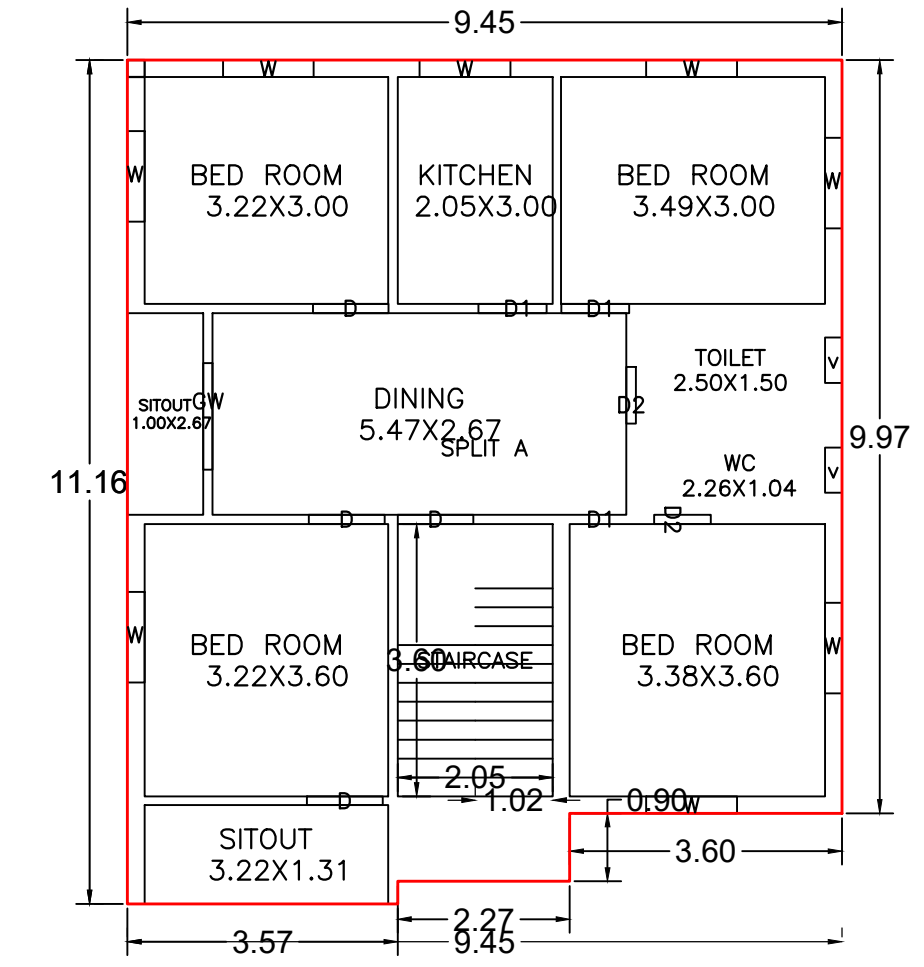 9.45
W
W
W
W
BED ROOM
3.22X3.00
KITCHEN
2.05X3.00
BED ROOM
3.49X3.00
W
D
D1
D1
TOILET
2.50X1.50
V
SITOUT
1.00X2.67
GW
DINING
5.47X2.67
SPLIT A
D2
9.97
11.16
WC
2.26X1.04
V
D
D
D1
D2
W
BED ROOM
3.22X3.60
3.60
STAIRCASE
BED ROOM
3.38X3.60
W
2.05
1.02
0.90
W
D
SITOUT
3.22X1.31
3.60
2.27
3.57
9.45